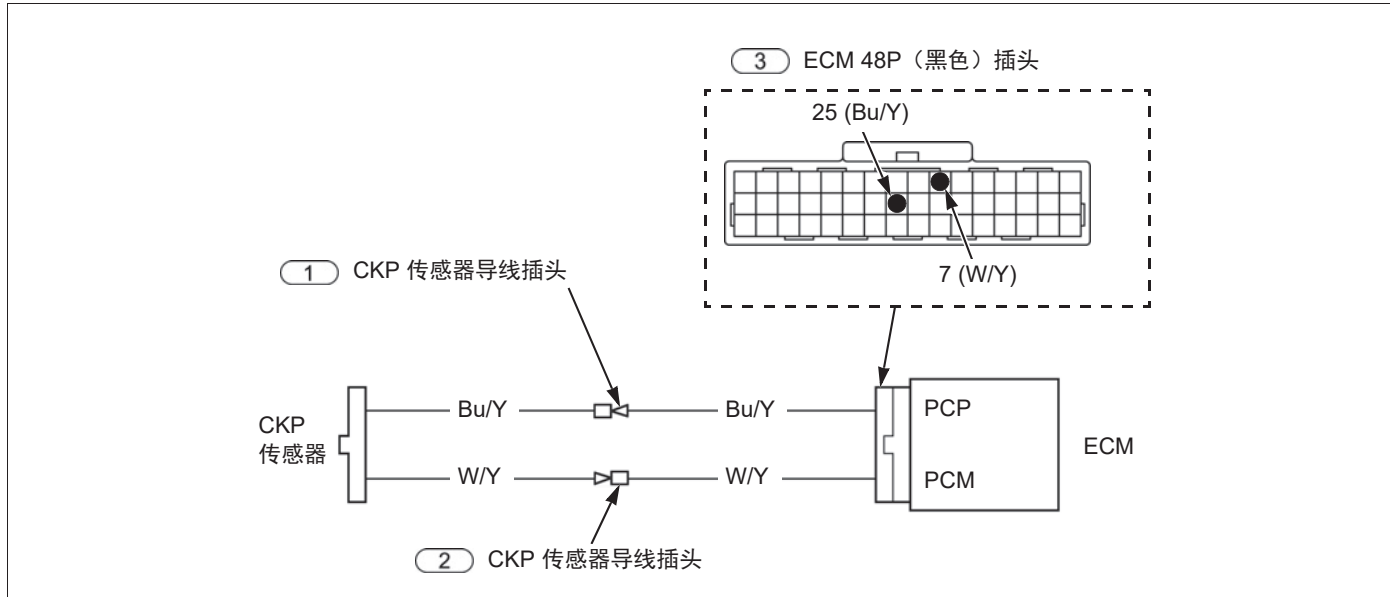 3 ECM 48P（黑色）插头
25 (Bu/Y)
7 (W/Y)
1 CKP 传感器导线插头
CKP
传感器
Bu/Y
Bu/Y
PCP
ECM
W/Y
W/Y
PCM
2 CKP 传感器导线插头